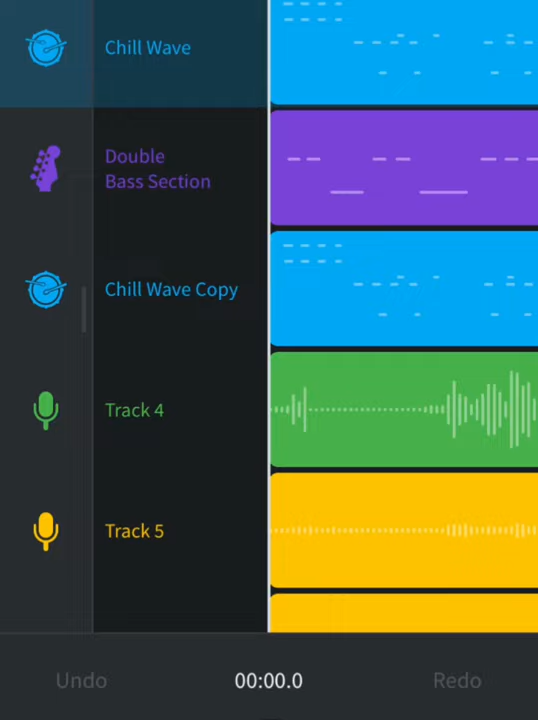 Chill Wave
Double
Bass Section
Chill Wave Copy
Track 4
Track 5
Undo
00:00.0
Redo